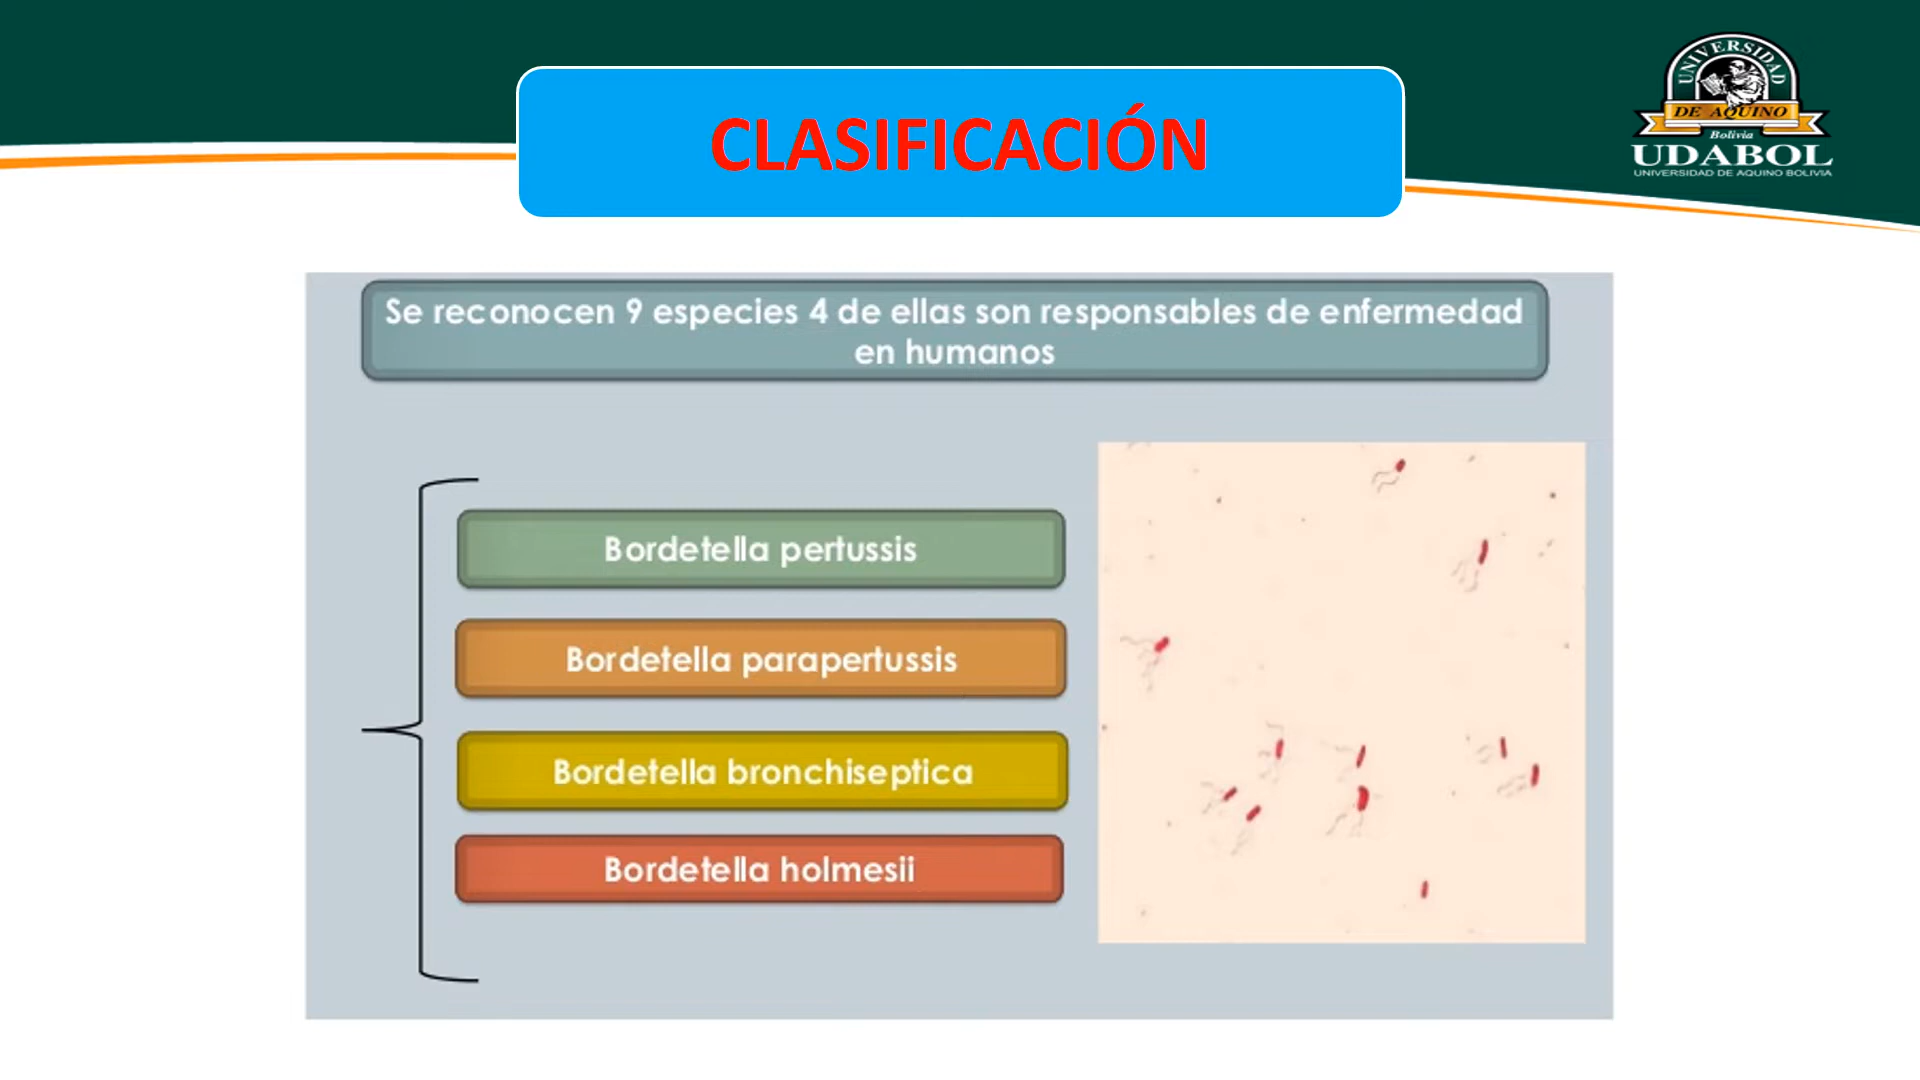 CLASIFICACIÓN
UNIVERSIDAD
DE AQUINO
Bolivia
UDABOL
UNIVERSIDAD DE AQUINO BOLIVIA
Se reconocen 9 especies 4 de ellas son responsables de enfermedad
en humanos
Bordetella pertussis
Bordetella parapertussis
Bordetella bronchiseptica
Bordetella holmesii